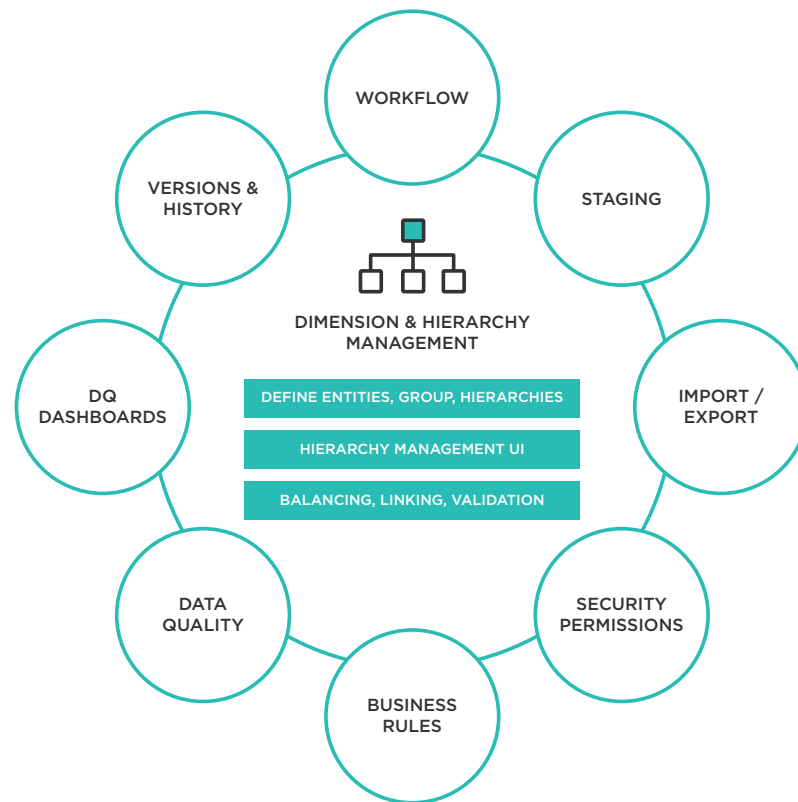 WORKFLOW
VERSIONS &
HISTORY
STAGING
DIMENSION & HIERARCHY
MANAGEMENT
DQ
DASHBOARDS
DEFINE ENTITIES, GROUP, HIERARCHIES
HIERARCHY MANAGEMENT UI
BALANCING, LINKING, VALIDATION
IMPORT /
EXPORT
DATA
QUALITY
SECURITY
PERMISSIONS
BUSINESS
RULES